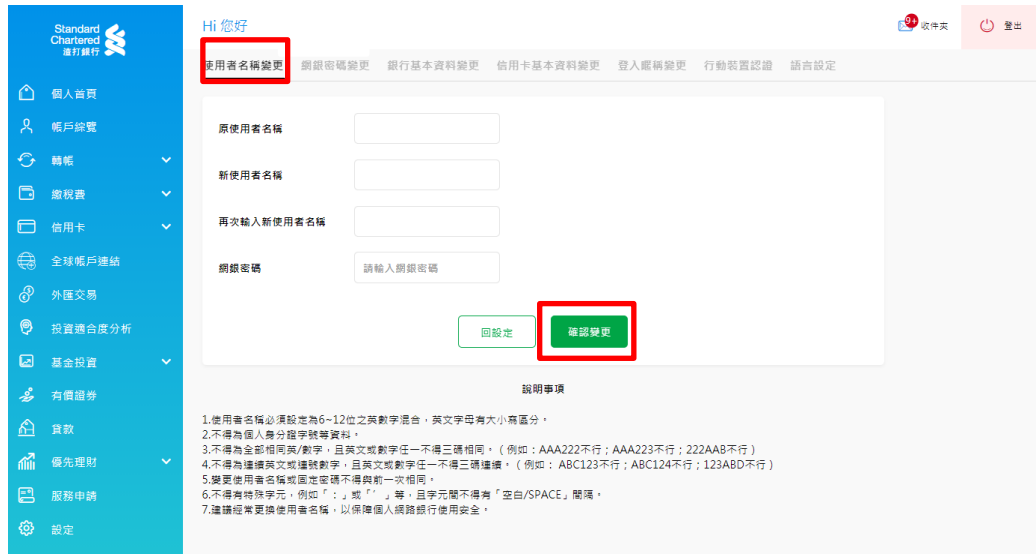 Standard
Chartered
渣打銀行
Hi 您好
9+
收件夾
登出
使用者名稱變更
網銀密碼變更
銀行基本資料變更
信用卡基本資料變更
登入暱稱變更
行動裝置認證
語言設定
個人首頁
帳戶綜覽
轉帳
繳稅費
信用卡
全球帳戶連結
外匯交易
投資適合度分析
基金投資
有價證券
貸款
優先理財
服務申請
設定
原使用者名稱
新使用者名稱
再次輸入新使用者名稱
網銀密碼
請輸入網銀密碼
回設定
確認變更
說明事項
1.使用者名稱必須設定為6~12位之英數字混合，英文字母有大小寫區分。
2.不得為個人身分證字號等資料。
3.不得為全部相同英/數字，且英文或數字任一不得三碼相同。（例如：AAA222不行；AAA223不行；222AAB不行）
4.不得為連續英文或連號數字，且英文或數字任一不得三碼連續。（例如： ABC123不行；ABC124不行；123ABD不行）
5.變更使用者名稱或固定密碼不得與前一次相同。
6.不得有特殊字元，例如「：」或「'」等，且字元間不得有「空白/SPACE」間隔。
7.建議經常更換使用者名稱，以保障個人網路銀行使用安全。